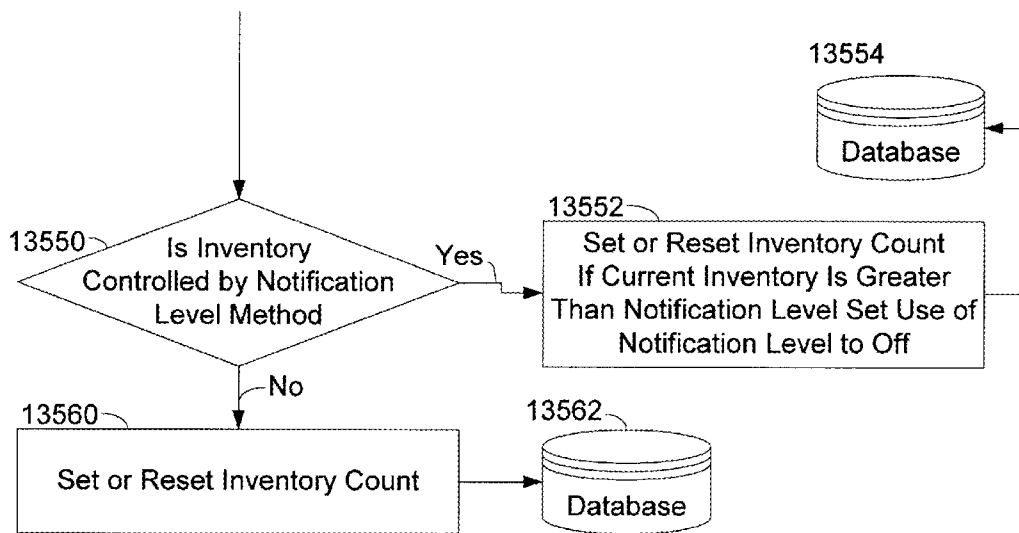 13554
Database
13550
Is Inventory
Controlled by Notification
Level Method
Yes
13552
Set or Reset Inventory Count
If Current Inventory Is Greater
Than Notification Level Set Use of
Notification Level to Off
No
13560
Set or Reset Inventory Count
13562
Database